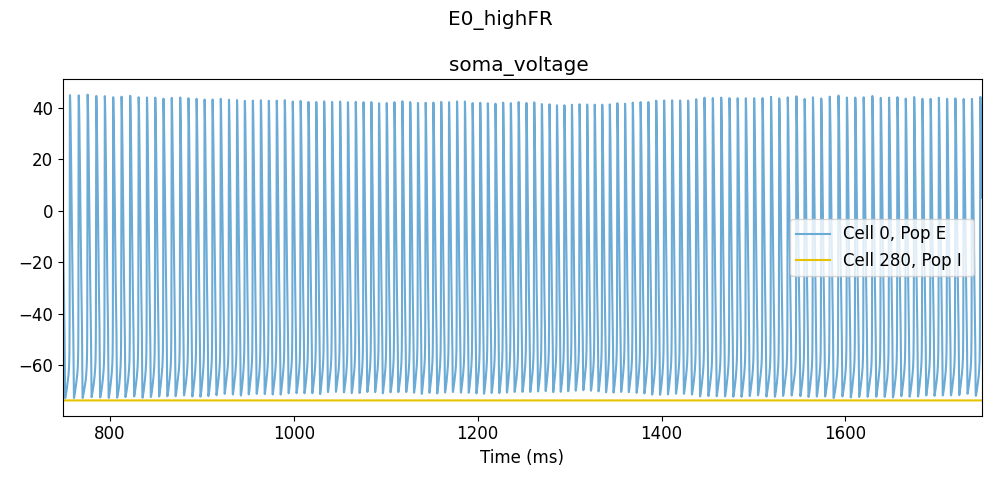 E0_highFR
soma_voltage
40
20
0
−20
−40
−60
Cell 0, Pop E
Cell 280, Pop I
800 1000 1200 1400 1600
Time (ms)